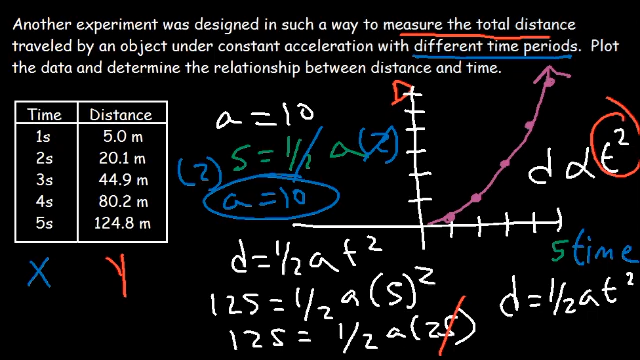 Another experiment was designed in such a way to measure the total distance
traveled by an object under constant acceleration with different time periods. Plot
the data and determine the relationship between distance and time.
Time Distance
1s 5.0 m
2s 20.1 m
3s 44.9 m
4s 80.2 m
5s 124.8 m
X Y
a = 10
(2) 5 = 1/2 a (2)
a = 10
d = 1/2 a t²
125 = 1/2 a (5)²
125 = 1/2 a (25)
D
d ∝ t²
5 time
d = 1/2 a t²